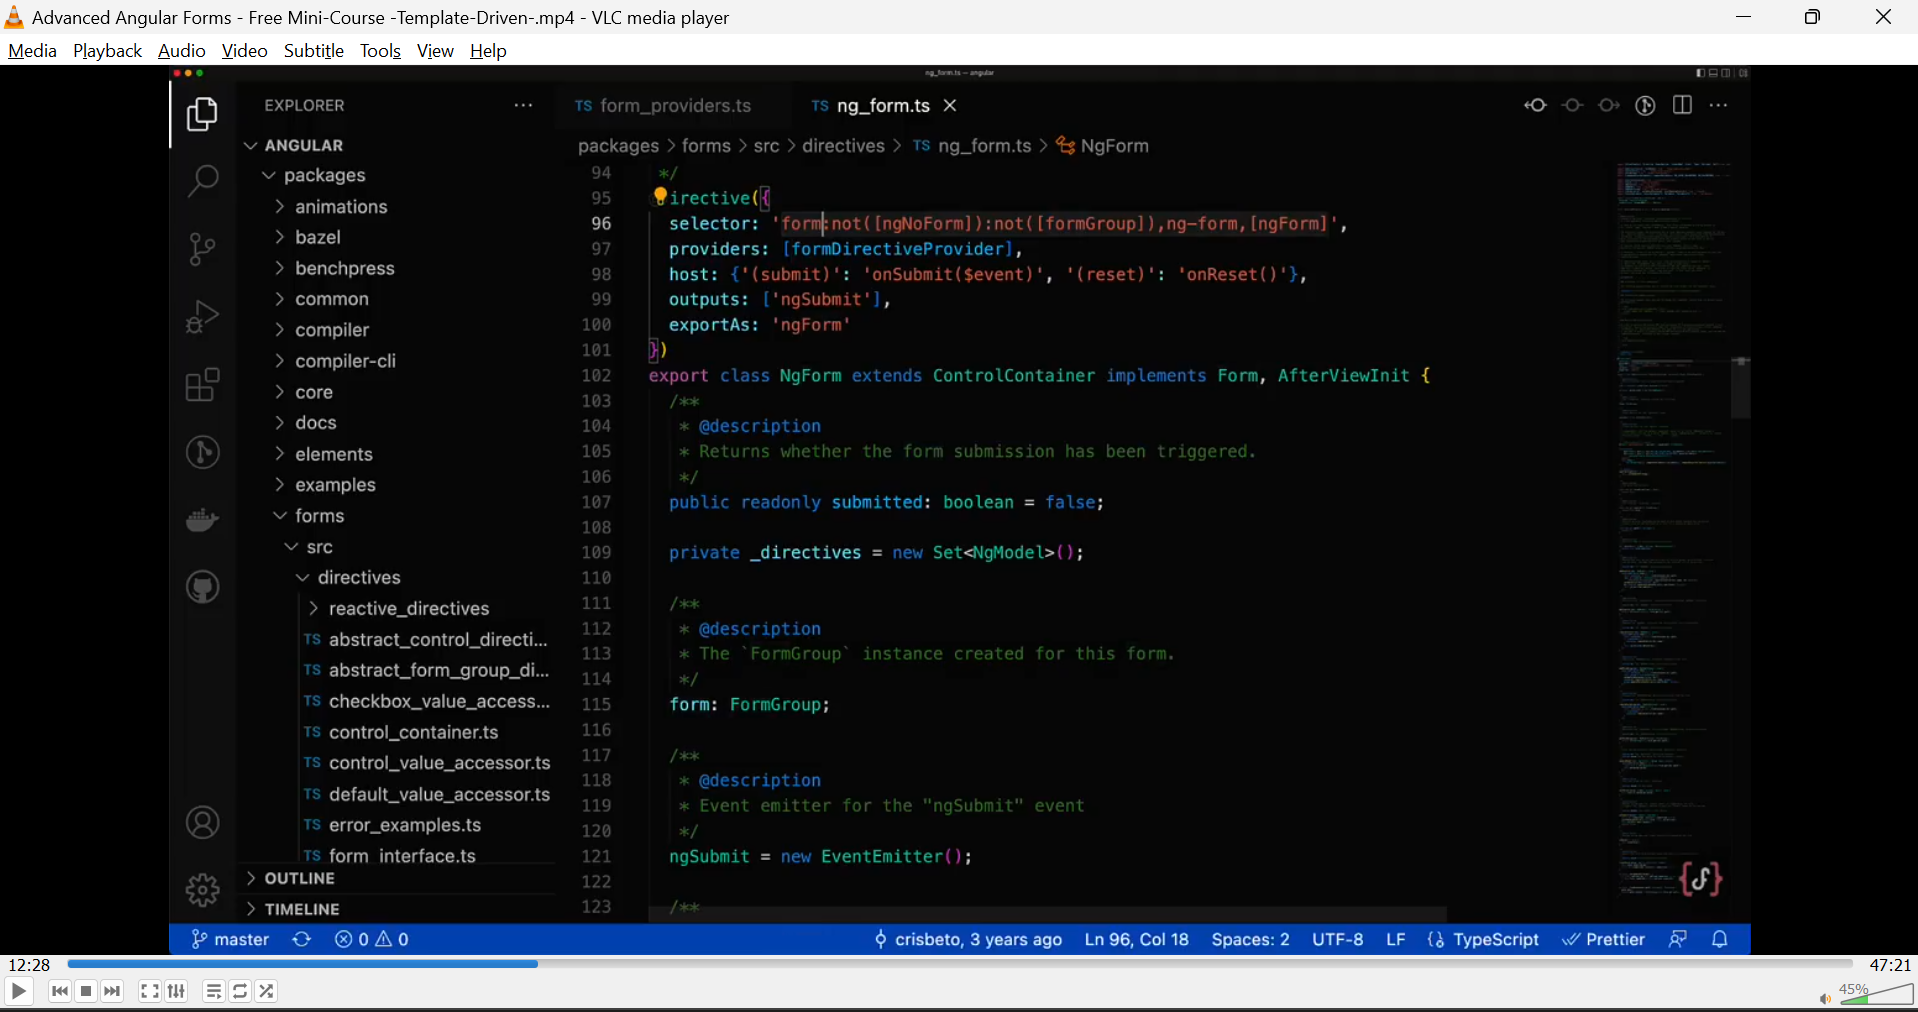 Advanced Angular Forms - Free Mini-Course -Template-Driven-.mp4 - VLC media player
Media Playback Audio Video Subtitle Tools View Help
ng_form.ts — angular
EXPLORER
ANGULAR
packages
animations
bazel
benchpress
common
compiler
compiler-cli
core
docs
elements
examples
forms
src
directives
reactive_directives
TS abstract_control_directi...
TS abstract_form_group_di...
TS checkbox_value_access...
TS control_container.ts
TS control_value_accessor.ts
TS default_value_accessor.ts
TS error_examples.ts
TS form_interface.ts
OUTLINE
TIMELINE
TS form_providers.ts TS ng_form.ts
packages > forms > src > directives > TS ng_form.ts > NgForm
94 */
95 irective({
96 selector: 'form:not([ngNoForm]):not([formGroup]),ng-form,[ngForm]',
97 providers: [formDirectiveProvider],
98 host: {'(submit)': 'onSubmit($event)', '(reset)': 'onReset()'},
99 outputs: ['ngSubmit'],
100 exportAs: 'ngForm'
101 })
102 export class NgForm extends ControlContainer implements Form, AfterViewInit {
103 /**
104 * @description
105 * Returns whether the form submission has been triggered.
106 */
107 public readonly submitted: boolean = false;
108
109 private _directives = new Set<NgModel>();
110
111 /**
112 * @description
113 * The `FormGroup` instance created for this form.
114 */
115 form: FormGroup;
116
117 /**
118 * @description
119 * Event emitter for the "ngSubmit" event
120 */
121 ngSubmit = new EventEmitter();
122
123 /**
master 0 0 crisbeto, 3 years ago Ln 96, Col 18 Spaces: 2 UTF-8 LF {} TypeScript Prettier
12:28 47:21
45%